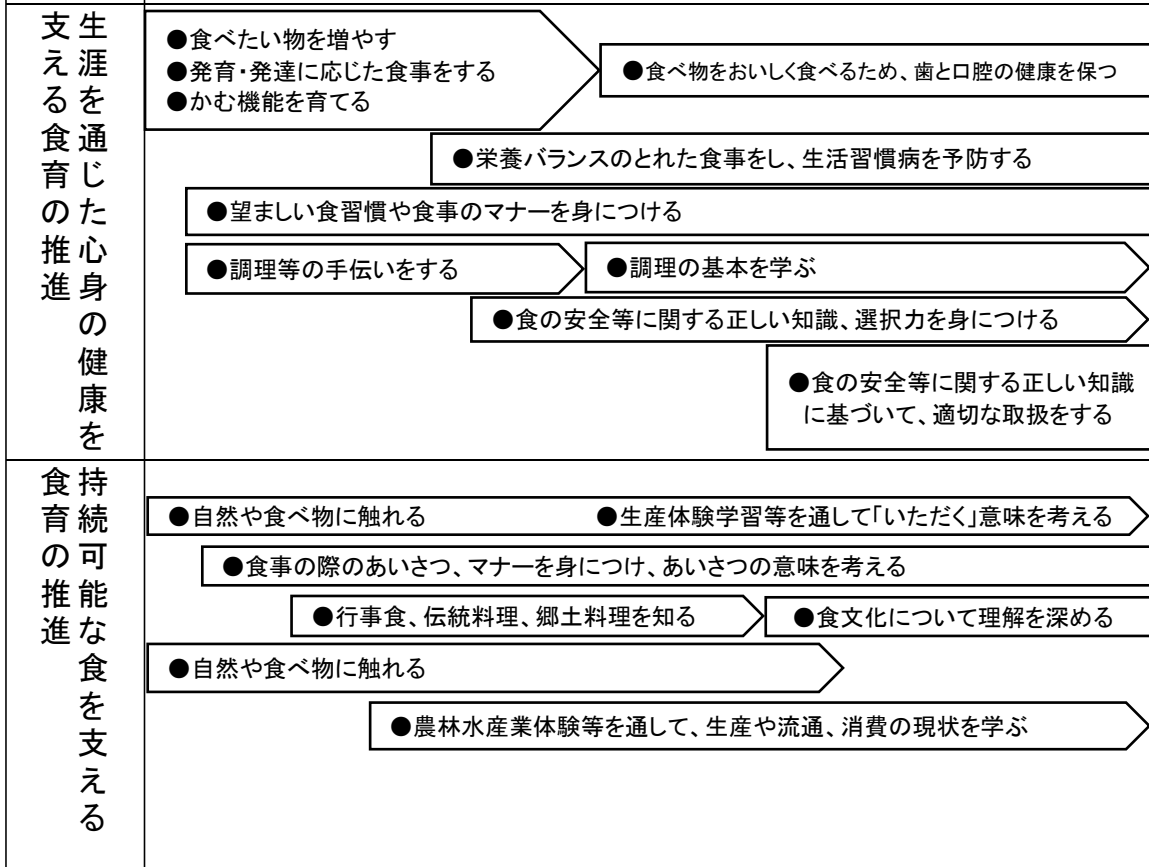 生涯を通じた心身の健康を
支える食育の推進
●食べたい物を増やす
●発育・発達に応じた食事をする
●かむ機能を育てる
●食べ物をおいしく食べるため、歯と口腔の健康を保つ
●栄養バランスのとれた食事をし、生活習慣病を予防する
●望ましい食習慣や食事のマナーを身につける
●調理等の手伝いをする
●調理の基本を学ぶ
●食の安全等に関する正しい知識、選択力を身につける
●食の安全等に関する正しい知識
に基づいて、適切な取扱をする
持続可能な食を支える
食育の推進
●自然や食べ物に触れる
●生産体験学習等を通して「いただく」意味を考える
●食事の際のあいさつ、マナーを身につけ、あいさつの意味を考える
●行事食、伝統料理、郷土料理を知る
●食文化について理解を深める
●自然や食べ物に触れる
●農林水産業体験等を通して、生産や流通、消費の現状を学ぶ